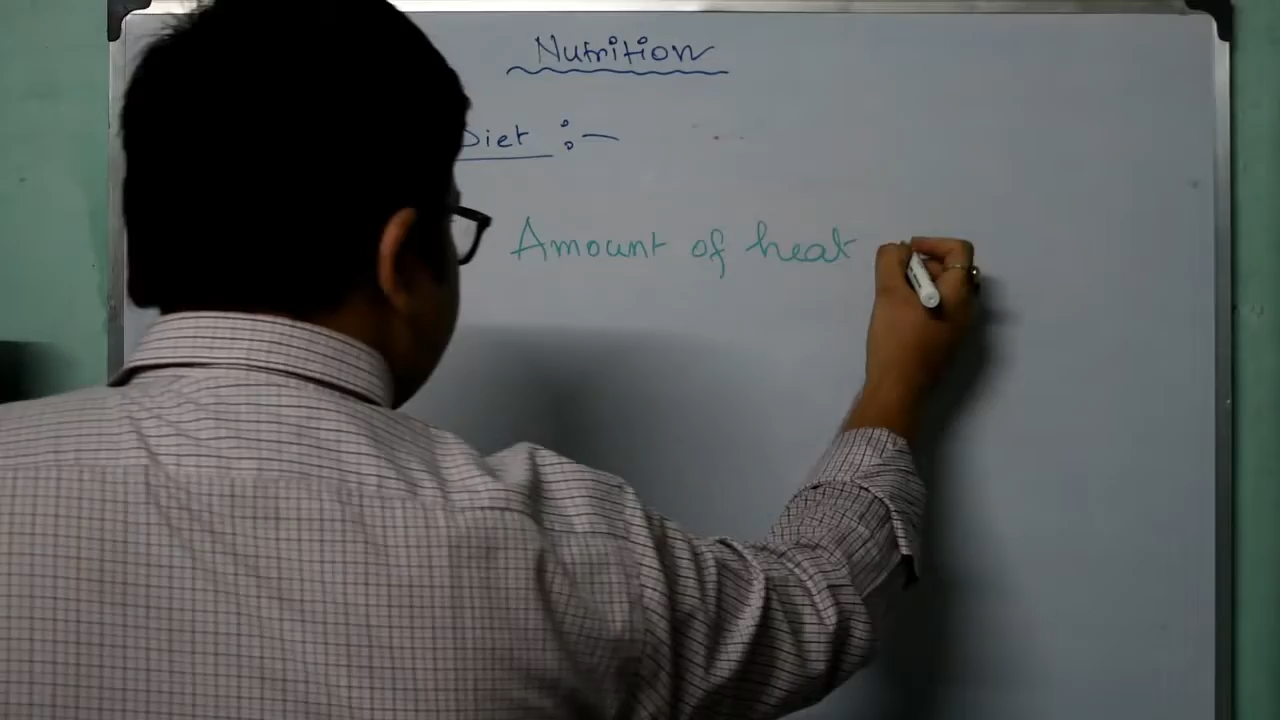 Nutrition
Diet :-
Amount of heat